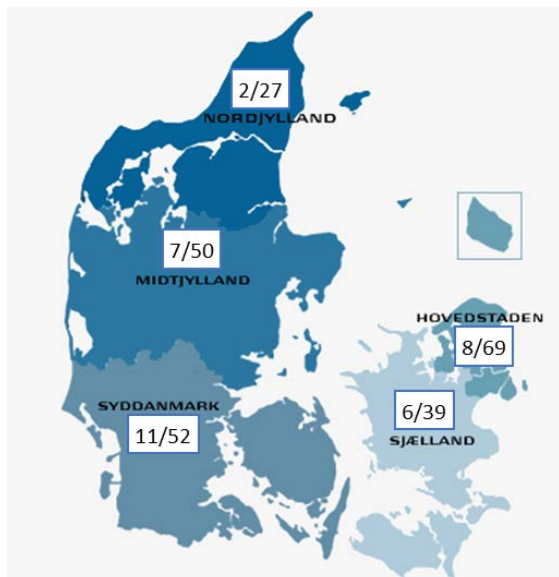 2/27
NORDJYLLAND
7/50
MIDTJYLLAND
HOVEDSTADEN
8/69
SYDDANMARK
11/52
6/39
SJÆLLAND